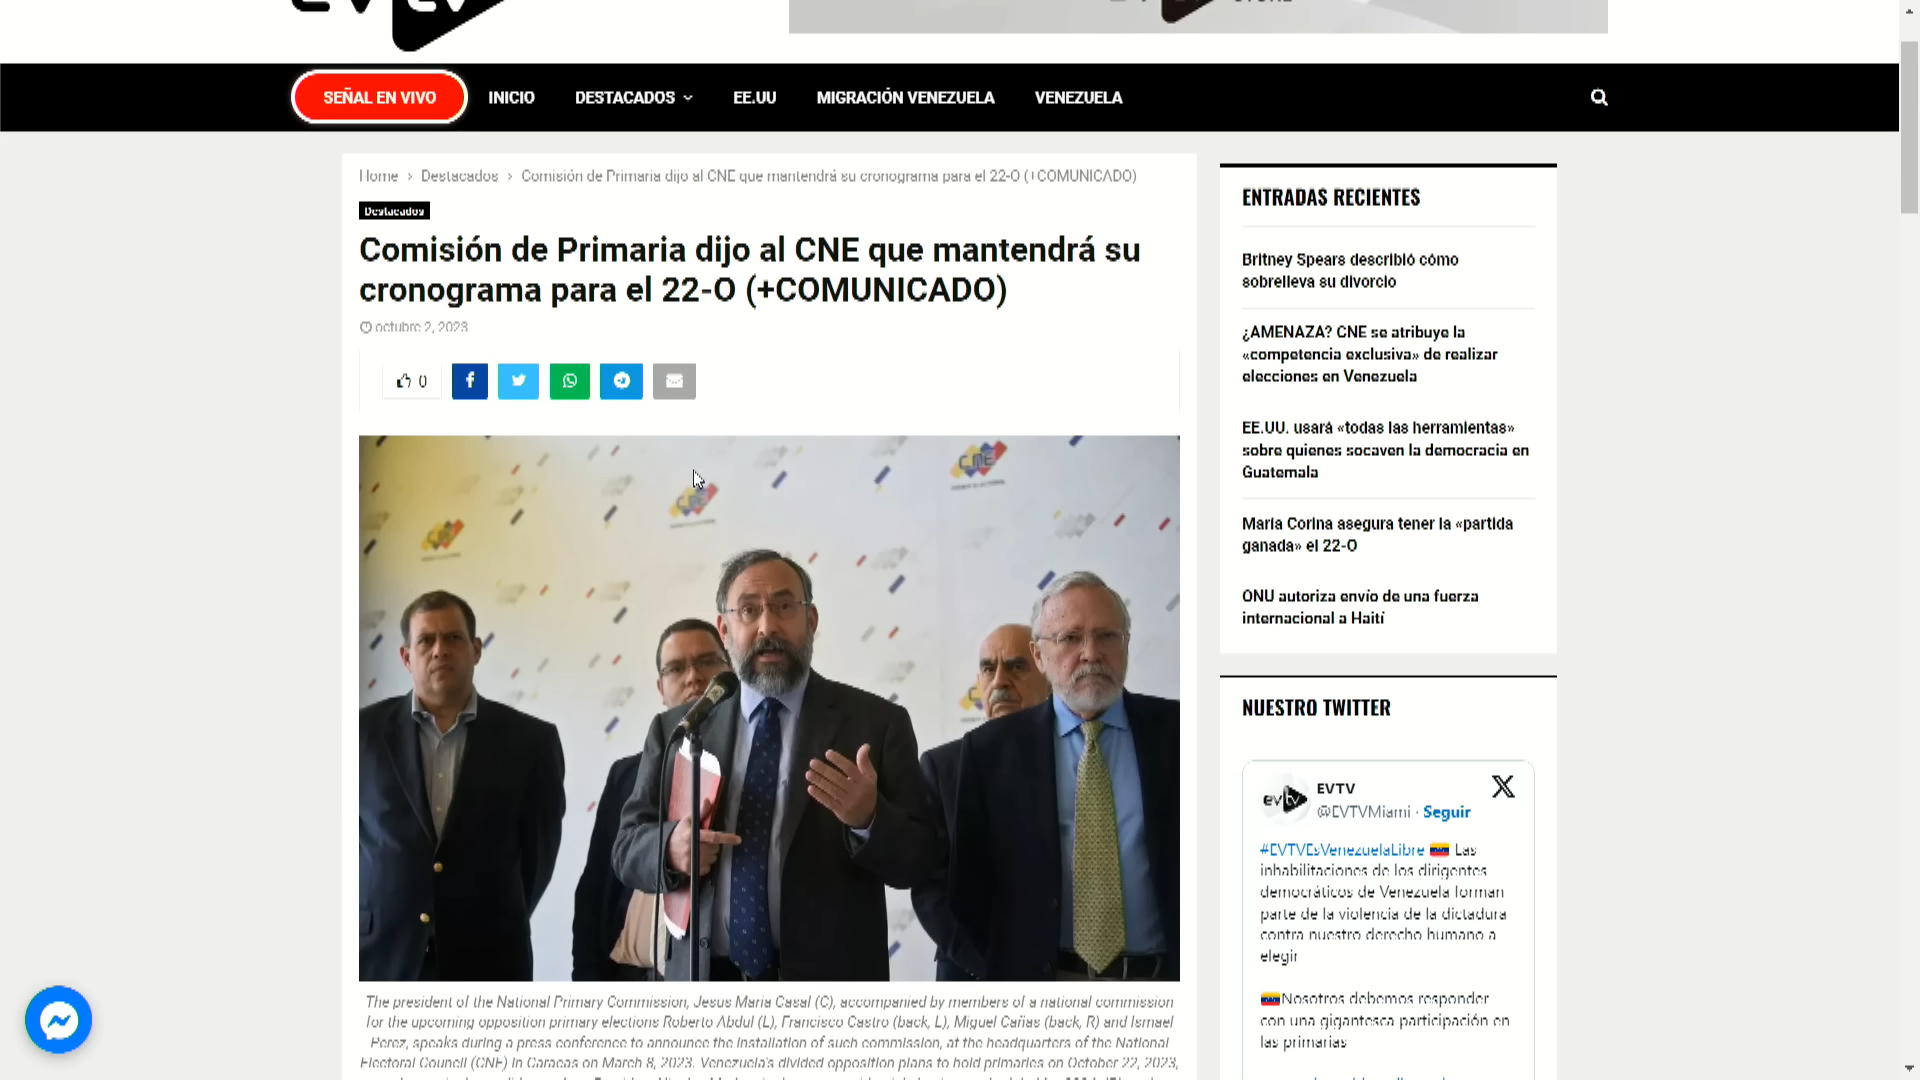 evtv
SEÑAL EN VIVO
INICIO
DESTACADOS
EE.UU
MIGRACIÓN VENEZUELA
VENEZUELA
Home > Destacados > Comisión de Primaria dijo al CNE que mantendrá su cronograma para el 22-O (+COMUNICADO)
Destacados
Comisión de Primaria dijo al CNE que mantendrá su
cronograma para el 22-O (+COMUNICADO)
octubre 2, 2023
0
CNE
CNE
CNE
The president of the National Primary Commission, Jesus Maria Casal (C), accompanied by members of a national commission
for the upcoming opposition primary elections Roberto Abdul (L), Francisco Castro (back, L), Miguel Cañas (back, R) and Ismael
Perez, speaks during a press conference to announce the installation of such commission, at the headquarters of the National
Electoral Council (CNE) in Caracas on March 8, 2023. Venezuela's divided opposition plans to hold primaries on October 22, 2023,
ENTRADAS RECIENTES
Britney Spears describió cómo
sobrelleva su divorcio
¿AMENAZA? CNE se atribuye la
«competencia exclusiva» de realizar
elecciones en Venezuela
EE.UU. usará «todas las herramientas»
sobre quienes socaven la democracia en
Guatemala
María Corina asegura tener la «partida
ganada» el 22-O
ONU autoriza envío de una fuerza
internacional a Haití
NUESTRO TWITTER
evtv
EVTV
@EVTVMiami · Seguir
#EVTVEsVenezuelaLibre 🇻🇪 Las
inhabilitaciones de los dirigentes
democráticos de Venezuela forman
parte de la violencia de la dictadura
contra nuestro derecho humano a
elegir
🇻🇪Nosotros debemos responder
con una gigantesca participación en
las primarias